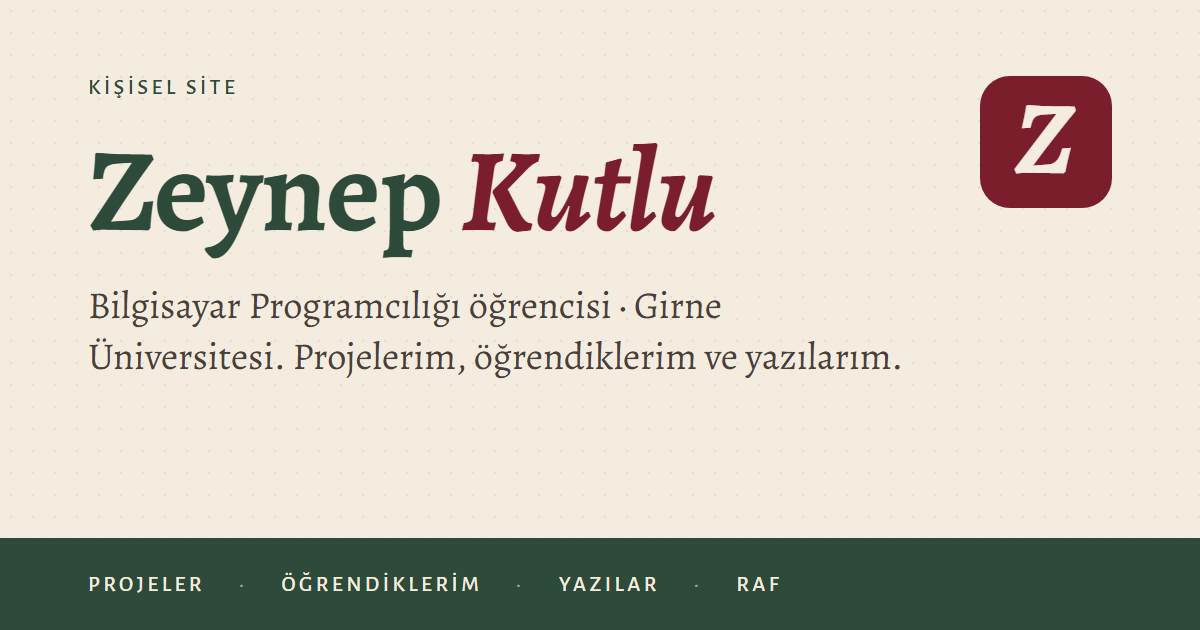 KİŞİSEL SİTE
Z
Zeynep Kutlu
Bilgisayar Programcılığı öğrencisi · Girne
Üniversitesi. Projelerim, öğrendiklerim ve yazılarım.
PROJELER · ÖĞRENDİKLERİM · YAZILAR · RAF